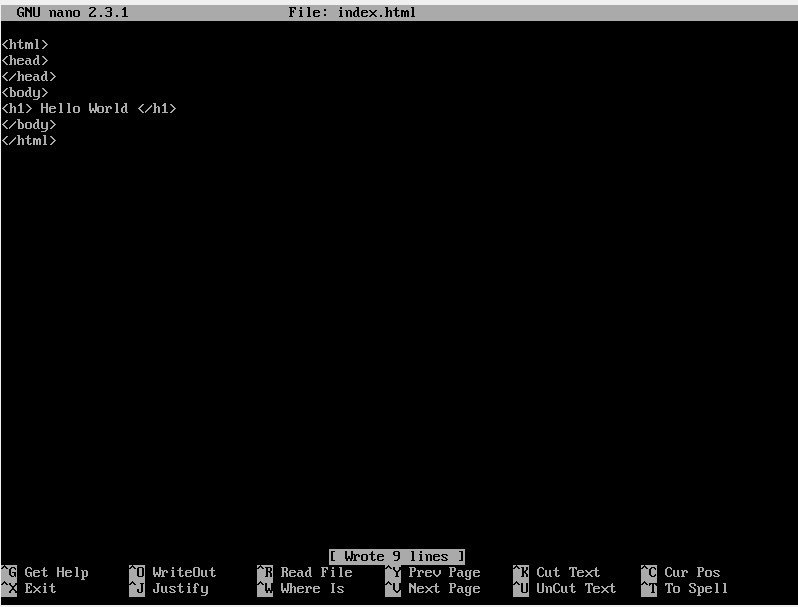 GNU nano 2.3.1 File: index.html
<html>
<head>
</head>
<body>
<h1> Hello World </h1>
</body>
</html>
[ Wrote 9 lines ]
^G Get Help ^O WriteOut ^R Read File ^Y Prev Page ^K Cut Text ^C Cur Pos
^X Exit ^J Justify ^W Where Is ^V Next Page ^U UnCut Text ^T To Spell